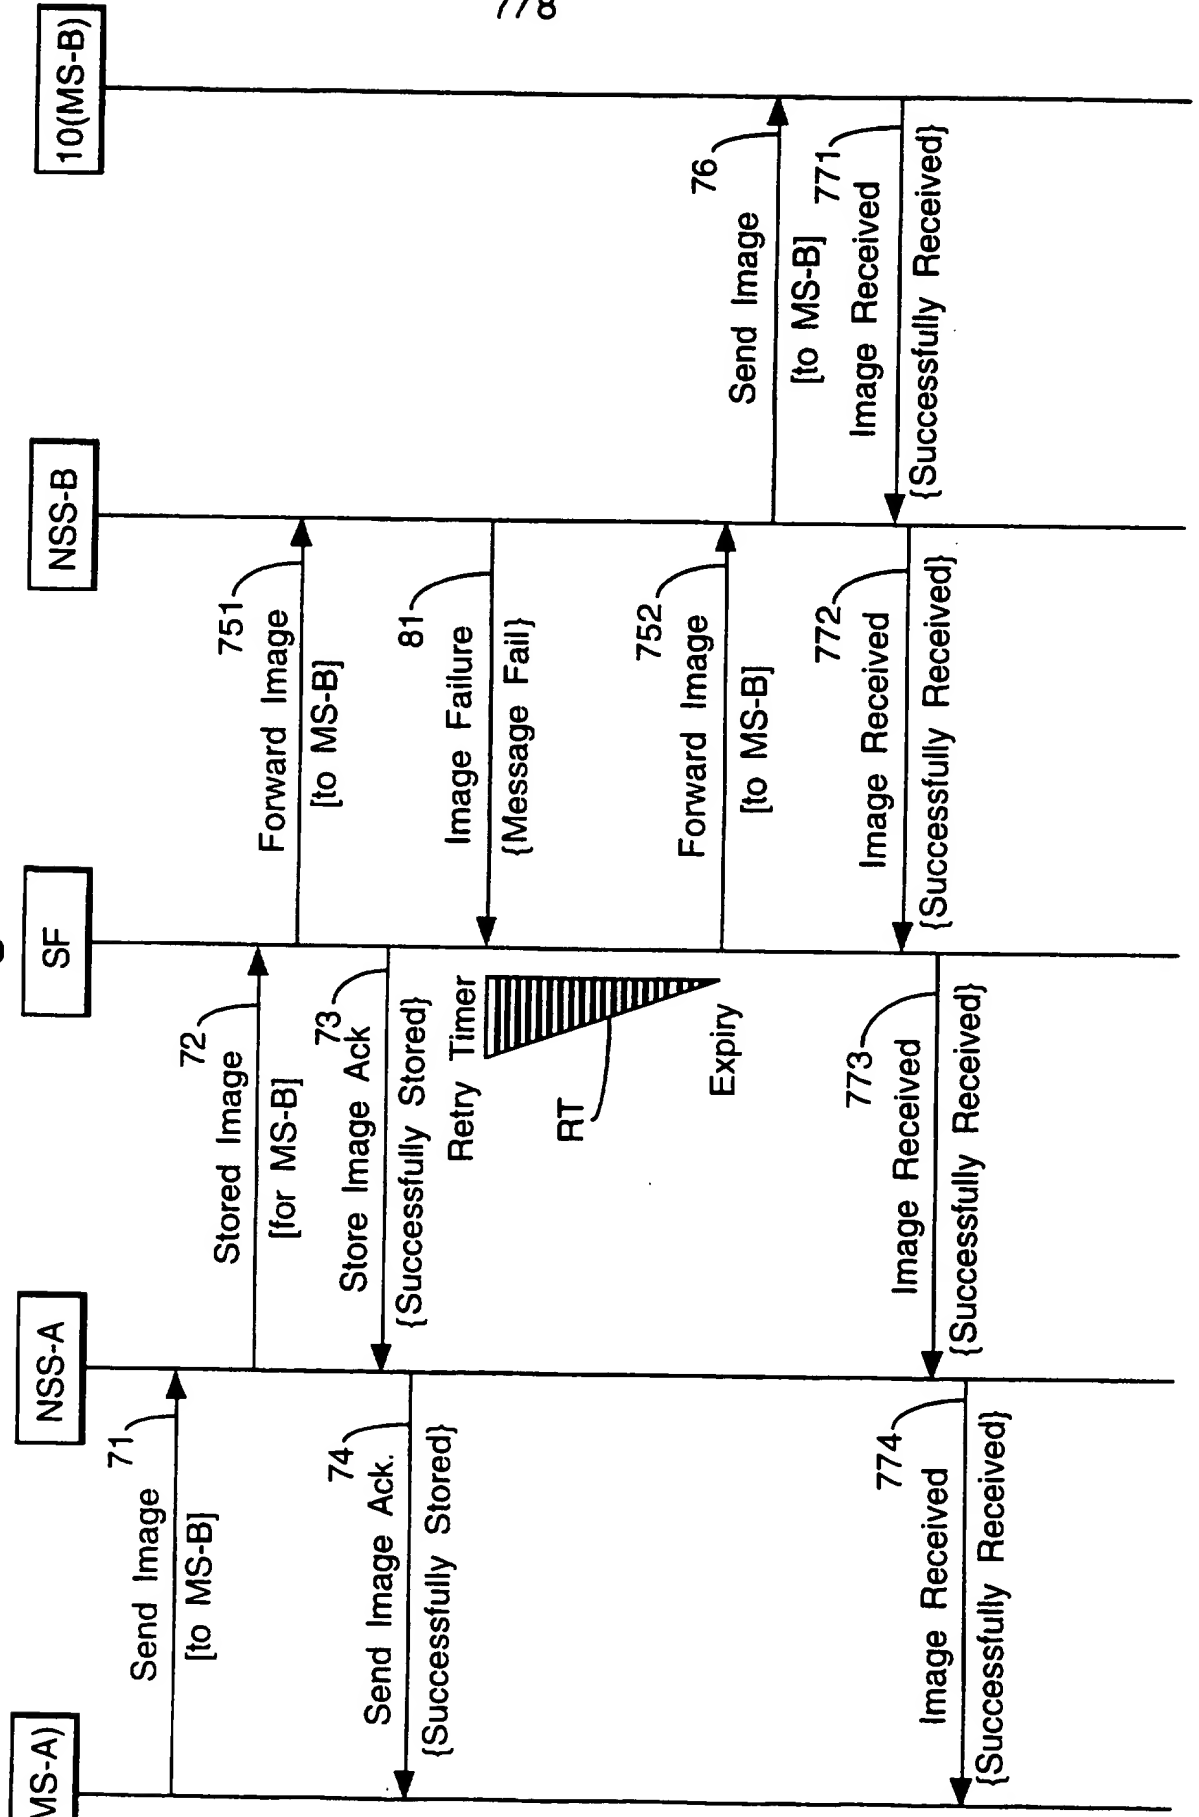 MS-A)
NSS-A
SF
NSS-B
10(MS-B)
71
Send Image
[to MS-B]
72
Stored Image
[for MS-B]
751
Forward Image
[to MS-B]
73
Store Image Ack
{Successfully Stored}
74
Send Image Ack.
{Successfully Stored}
81
Image Failure
{Message Fail}
Retry Timer
RT
Expiry
752
Forward Image
[to MS-B]
76
Send Image
[to MS-B]
771
Image Received
{Successfully Received}
772
Image Received
{Successfully Received}
773
Image Received
{Successfully Received}
774
Image Received
{Successfully Received}